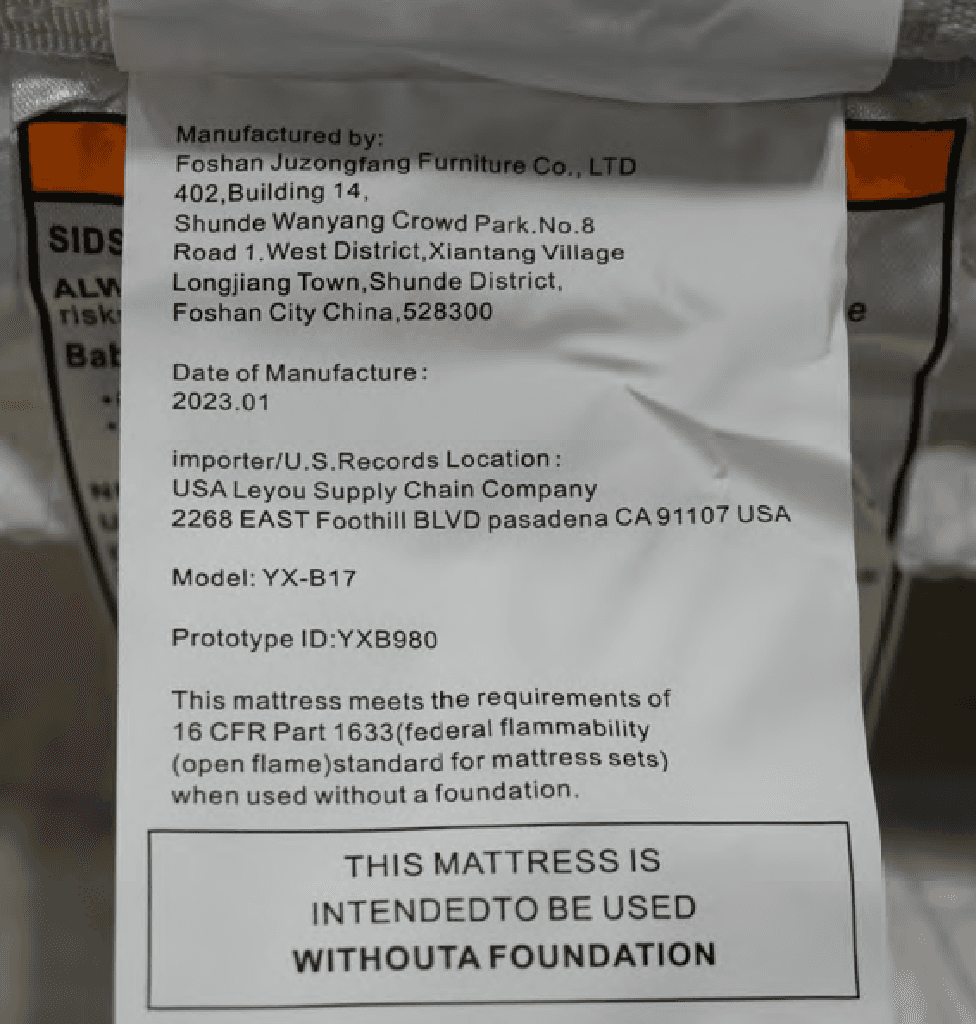 Manufactured by:
Foshan Juzongfang Furniture Co., LTD
402,Building 14,
Shunde Wanyang Crowd Park.No.8
Road 1.West District,Xiantang Village
Longjiang Town,Shunde District,
Foshan City China,528300
Date of Manufacture:
2023.01
importer/U.S.Records Location:
USA Leyou Supply Chain Company
2268 EAST Foothill BLVD pasadena CA 91107 USA
Model: YX-B17
Prototype ID:YXB980
This mattress meets the requirements of
16 CFR Part 1633(federal flammability
(open flame)standard for mattress sets)
when used without a foundation.
THIS MATTRESS IS
INTENDEDTO BE USED
WITHOUTA FOUNDATION
SIDS